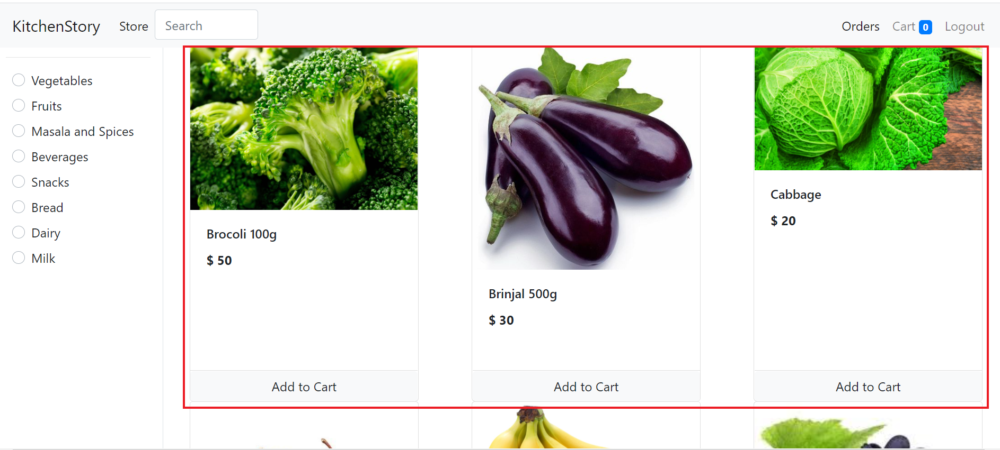 KitchenStory Store Search Orders Cart 0 Logout
Vegetables
Fruits
Masala and Spices
Beverages
Snacks
Bread
Dairy
Milk
Brocoli 100g
$ 50
Add to Cart
Brinjal 500g
$ 30
Add to Cart
Cabbage
$ 20
Add to Cart